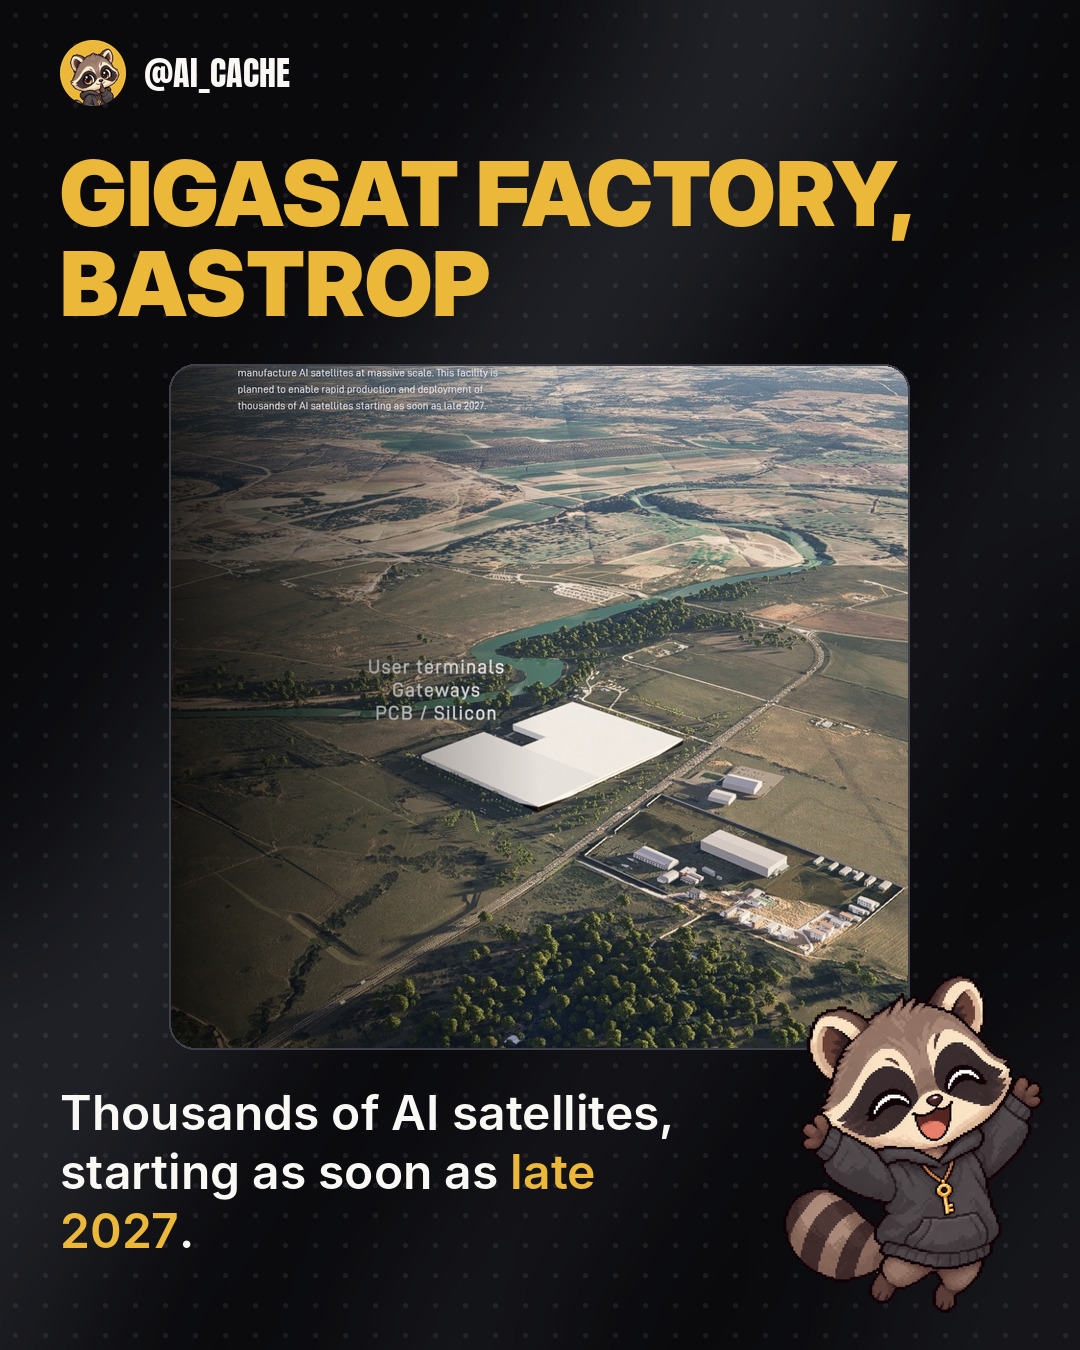 @AI_CACHE
GIGASAT FACTORY,
BASTROP
manufacture AI satellites at massive scale. This facility is
planned to enable rapid production and deployment of
thousands of AI satellites starting as soon as late 2027.
User terminals
Gateways
PCB / Silicon
Thousands of AI satellites,
starting as soon as late
2027.